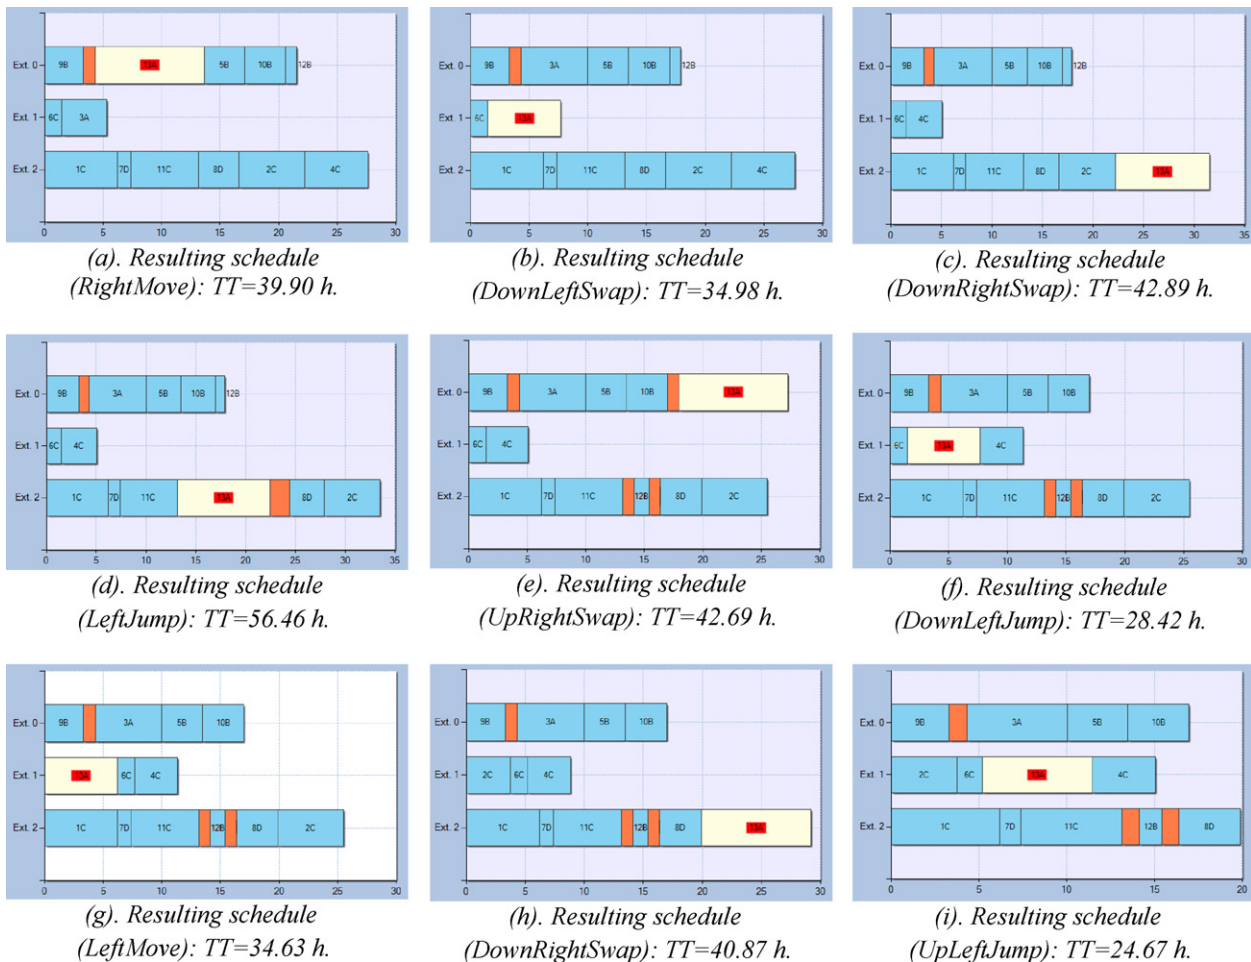 Ext. 0 9B 13A 5B 10B 12B
Ext. 1 6C 3A
Ext. 2 1C 7D 11C 8D 2C 4C
0 5 10 15 20 25 30
(a). Resulting schedule
(RightMove): TT=39.90 h.
Ext. 0 9B 3A 5B 10B 12B
Ext. 1 6C 13A
Ext. 2 1C 7D 11C 8D 2C 4C
0 5 10 15 20 25 30
(b). Resulting schedule
(DownLeftSwap): TT=34.98 h.
Ext. 0 9B 3A 5B 10B 12B
Ext. 1 6C 4C
Ext. 2 1C 7D 11C 8D 2C 13A
0 5 10 15 20 25 30 35
(c). Resulting schedule
(DownRightSwap): TT=42.89 h.
Ext. 0 9B 3A 5B 10B 12B
Ext. 1 6C 4C
Ext. 2 1C 7D 11C 13A 8D 2C
0 5 10 15 20 25 30 35
(d). Resulting schedule
(LeftJump): TT=56.46 h.
Ext. 0 9B 3A 5B 10B 13A
Ext. 1 6C 4C
Ext. 2 1C 7D 11C 12B 8D 2C
0 5 10 15 20 25 30
(e). Resulting schedule
(UpRightSwap): TT=42.69 h.
Ext. 0 9B 3A 5B 10B
Ext. 1 6C 13A 4C
Ext. 2 1C 7D 11C 12B 8D 2C
0 5 10 15 20 25 30
(f). Resulting schedule
(DownLeftJump): TT=28.42 h.
Ext. 0 9B 3A 5B 10B
Ext. 1 13A 6C 4C
Ext. 2 1C 7D 11C 12B 8D 2C
0 5 10 15 20 25 30
(g). Resulting schedule
(LeftMove): TT=34.63 h.
Ext. 0 9B 3A 5B 10B
Ext. 1 2C 6C 4C
Ext. 2 1C 7D 11C 12B 8D 13A
0 5 10 15 20 25 30
(h). Resulting schedule
(DownRightSwap): TT=40.87 h.
Ext. 0 9B 3A 5B 10B
Ext. 1 2C 6C 13A 4C
Ext. 2 1C 7D 11C 12B 8D
0 5 10 15 20
(i). Resulting schedule
(UpLeftJump): TT=24.67 h.